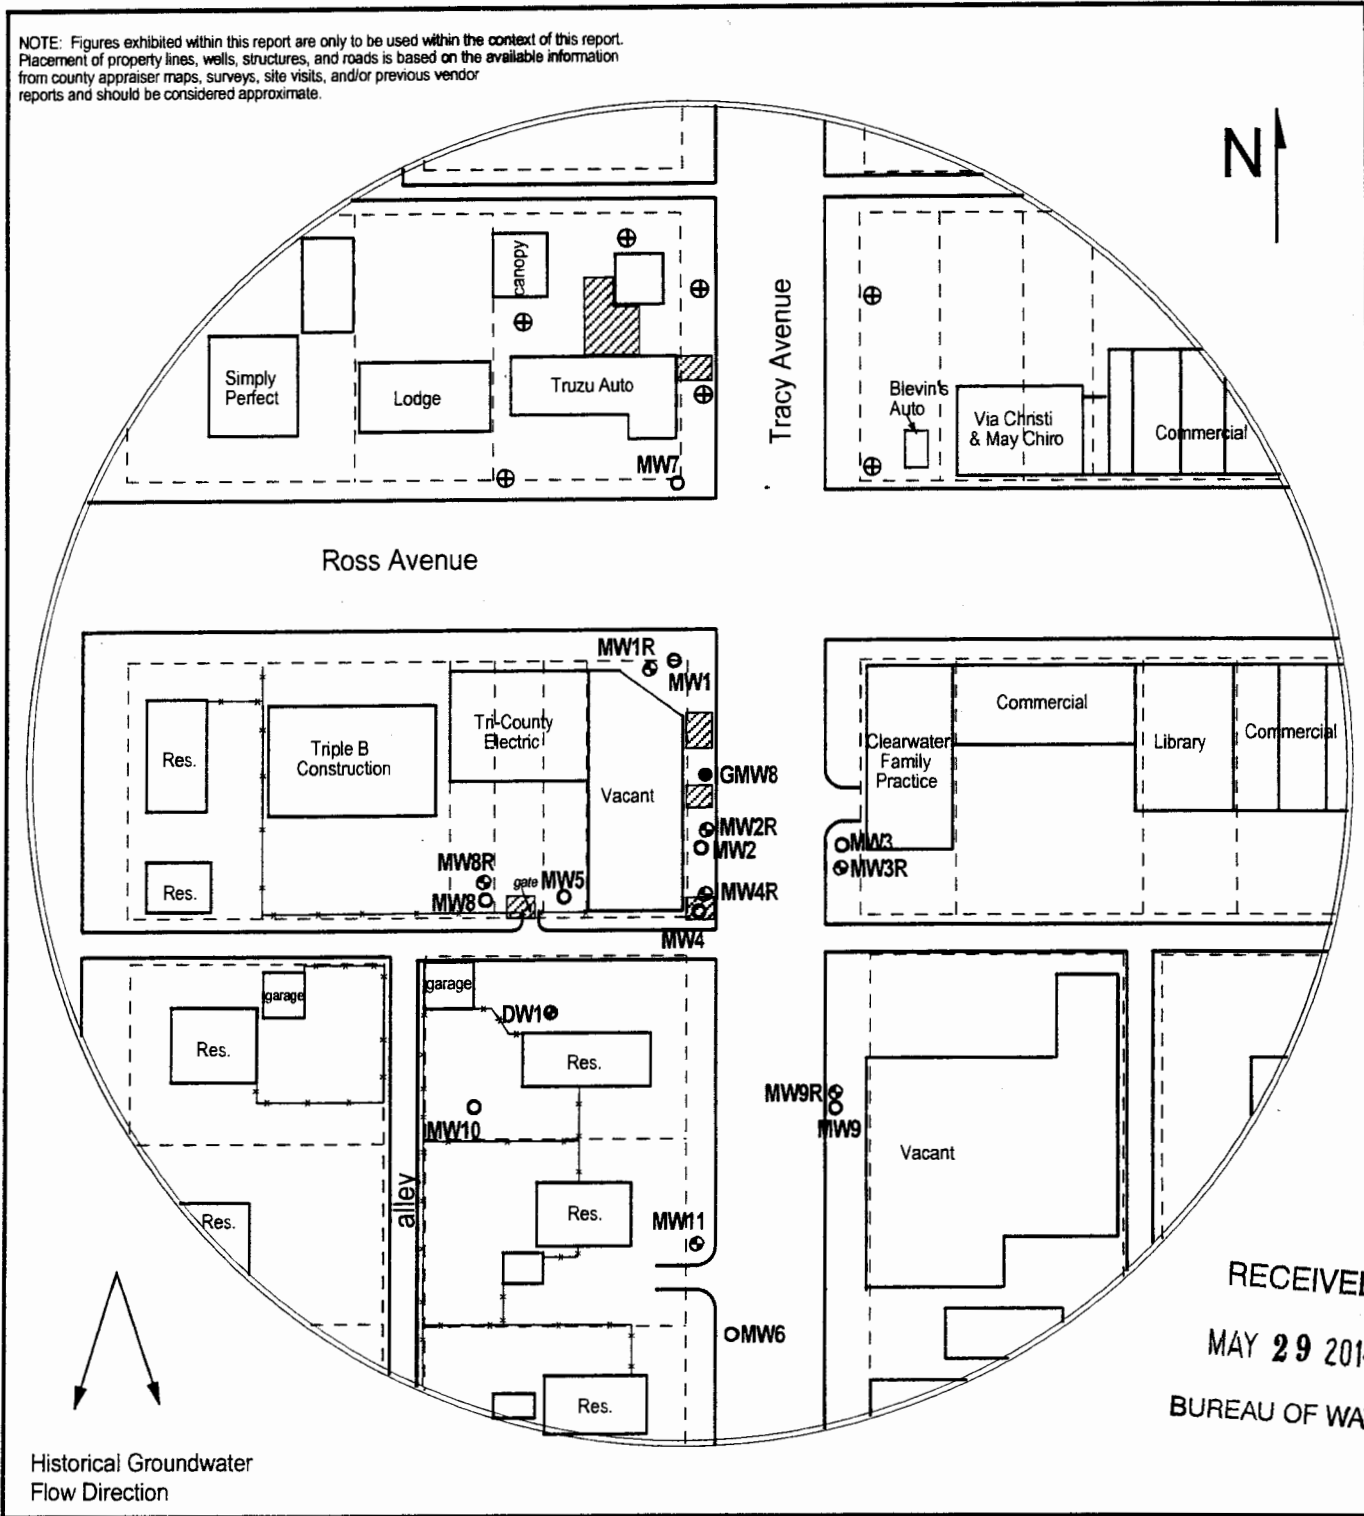 NOTE: Figures exhibited within this report are only to be used within the context of this report.
Placement of property lines, wells, structures, and roads is based on the available information
from county appraiser maps, surveys, site visits, and/or previous vendor
reports and should be considered approximate.
N
canopy
Tracy Avenue
Simply
Perfect
Lodge
Truzu Auto
Blevin's
Auto
Via Christi
& May Chiro
Commercial
MW7
Ross Avenue
MW1R
MW1
Res.
Triple B
Construction
Tri-County
Electric
Vacant
GMW8
Clearwater
Family
Practice
Commercial
Library
Commercial
MW2R
MW2
MW3
MW3R
Res.
MW8R
MW8
gate
MW5
MW4R
MW4
garage
garage
DW1
Res.
Res.
MW10
MW9R
MW9
Vacant
alley
Res.
Res.
MW11
MW6
Res.
RECEIVE
MAY 29 201
BUREAU OF WA
Historical Groundwater
Flow Direction